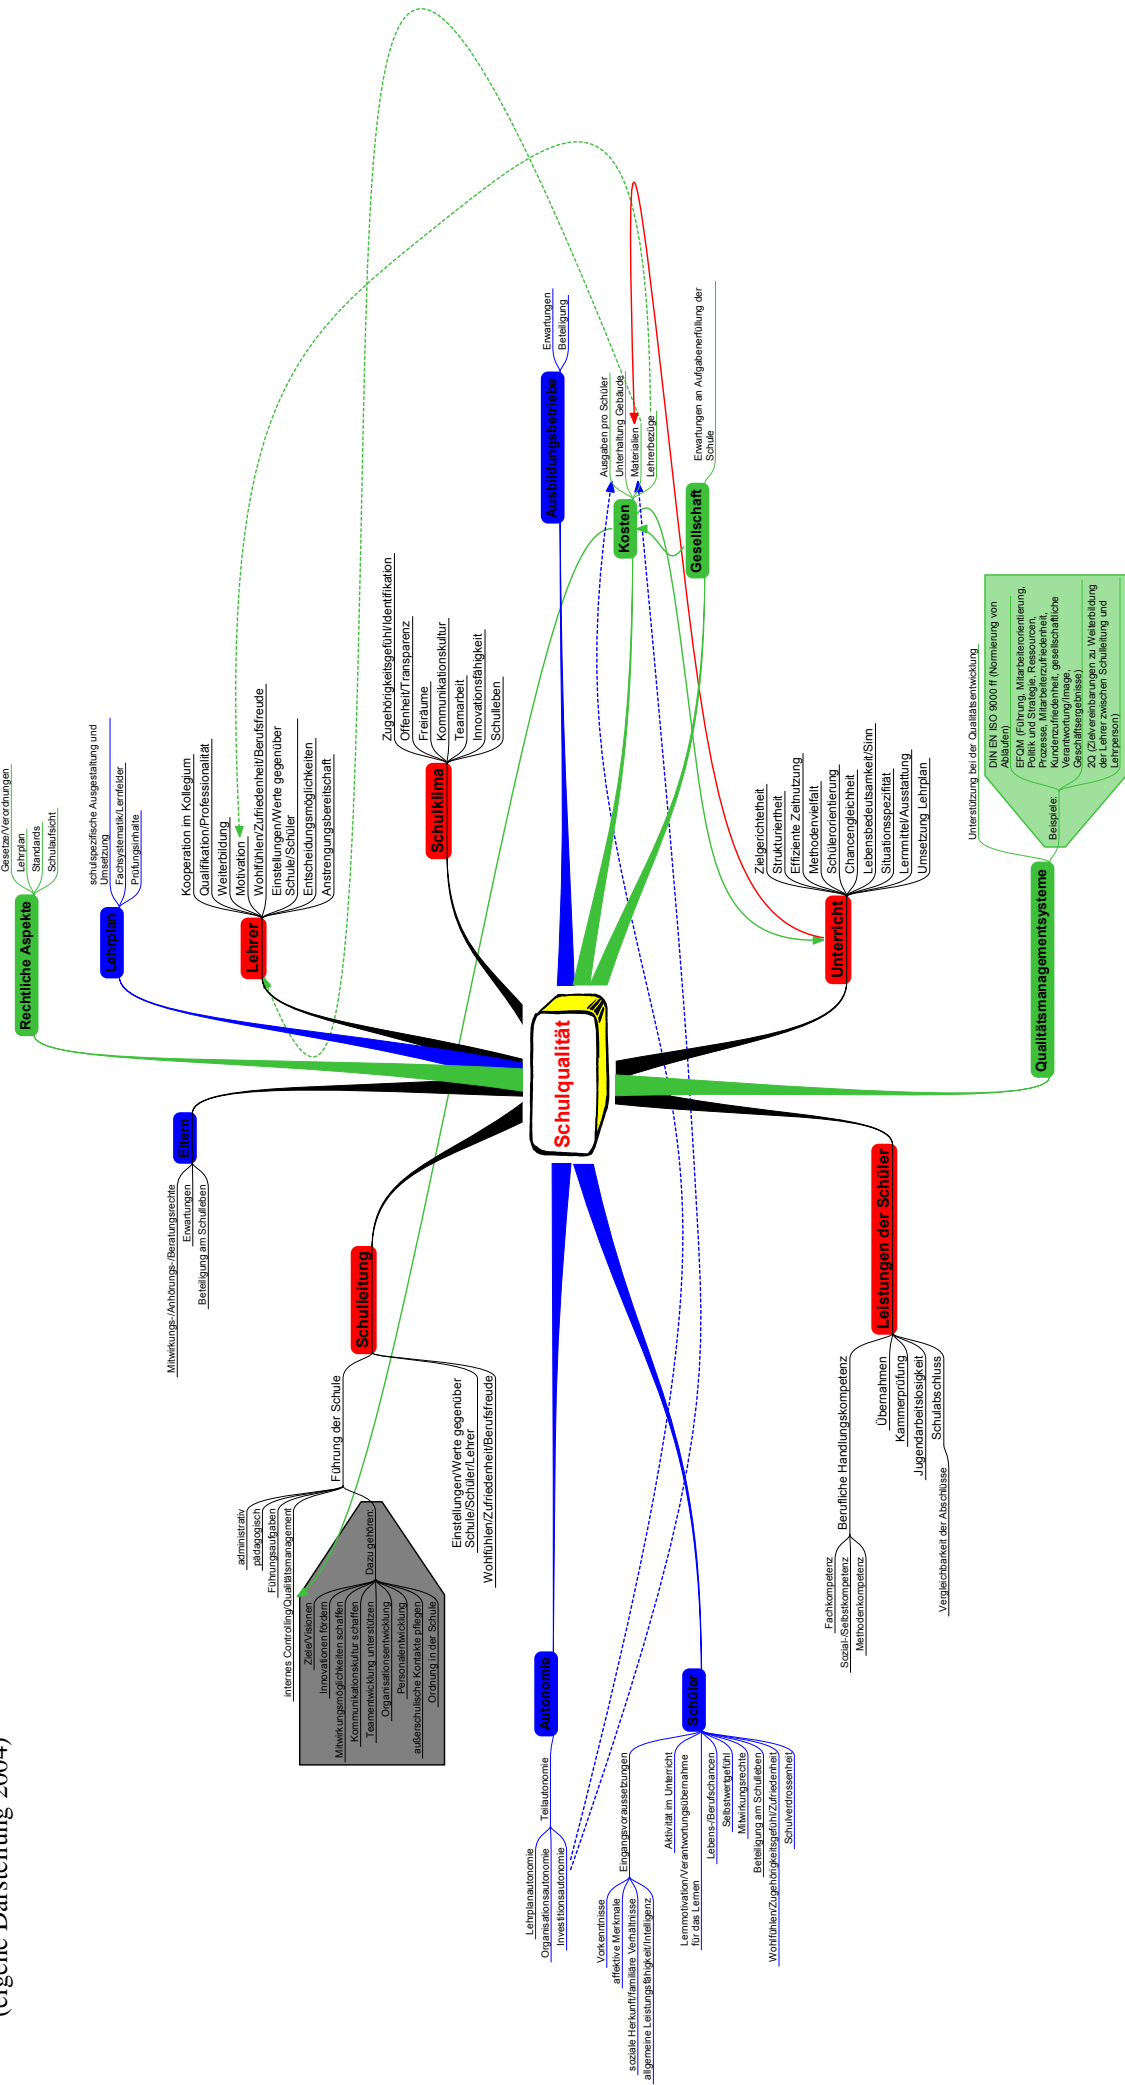 (eigene Darstellung 2004)
Schulqualität
Rechtliche Aspekte
Gesetze/Verordnungen
Lehrplan
Standards
Schulaufsicht
Lehrplan
schulspezifische Ausgestaltung und
Umsetzung
Fachsystematik/Lernfelder
Prüfungsinhalte
Lehrer
Kooperation im Kollegium
Qualifikation/Professionalität
Weiterbildung
Motivation
Wohlfühlen/Zufriedenheit/Berufsfreude
Einstellungen/Werte gegenüber
Schule/Schüler
Entscheidungsmöglichkeiten
Anstrengungsbereitschaft
Schulklima
Zugehörigkeitsgefühl/Identifikation
Offenheit/Transparenz
Freiräume
Kommunikationskultur
Teamarbeit
Innovationsfähigkeit
Schulleben
Ausbildungsbetriebe
Erwartungen
Beteiligung
Kosten
Ausgaben pro Schüler
Unterhaltung Gebäude
Materialien
Lehrerbezüge
Gesellschaft
Erwartungen an Aufgabenerfüllung der
Schule
Unterricht
Zielgerichtetheit
Strukturiertheit
Effiziente Zeitnutzung
Methodenvielfalt
Schülerorientierung
Chancengleichheit
Lebensbedeutsamkeit/Sinn
Situationsspezifität
Lernmittel/Ausstattung
Umsetzung Lehrplan
Qualitätsmanagementsysteme
Unterstützung bei der Qualitätsentwicklung
Beispiele:
DIN EN ISO 9000 ff (Normierung von
Abläufen)
EFQM (Führung, Mitarbeiterorientierung,
Politik und Strategie, Ressourcen,
Prozesse, Mitarbeiterzufriedenheit,
Kundenzufriedenheit, gesellschaftliche
Verantwortung/Image,
Geschäftsergebnisse)
2Q (Zielvereinbarungen zu Weiterbildung
der Lehrer zwischen Schulleitung und
Lehrperson)
Eltern
Mitwirkungs-/Anhörungs-/Beratungsrechte
Erwartungen
Beteiligung am Schulleben
Schulleitung
Führung der Schule
administrativ
pädagogisch
Führungsaufgaben
internes Controlling/Qualitätsmanagement
Dazu gehören:
Ziele/Visionen
Innovationen fördern
Mitwirkungsmöglichkeiten schaffen
Kommunikationskultur schaffen
Teamentwicklung unterstützen
Organisationsentwicklung
Personalentwicklung
außerschulische Kontakte pflegen
Ordnung in der Schule
Einstellungen/Werte gegenüber
Schule/Schüler/Lehrer
Wohlfühlen/Zufriedenheit/Berufsfreude
Autonomie
Teilautonomie
Lehrplanautonomie
Organisationsautonomie
Investitionsautonomie
Schüler
Eingangsvoraussetzungen
Vorkenntnisse
affektive Merkmale
soziale Herkunft/familiäre Verhältnisse
allgemeine Leistungsfähigkeit/Intelligenz
Aktivität im Unterricht
Lernmotivation/Verantwortungsübernahme
für das Lernen
Lebens-/Berufschancen
Selbstwertgefühl
Mitwirkungsrechte
Beteiligung am Schulleben
Wohlfühlen/Zugehörigkeitsgefühl/Zufriedenheit
Schulverdrossenheit
Leistungen der Schüler
Berufliche Handlungskompetenz
Fachkompetenz
Sozial-/Selbstkompetenz
Methodenkompetenz
Übernahmen
Kammerprüfung
Jugendarbeitslosigkeit
Schulabschluss
Vergleichbarkeit der Abschlüsse